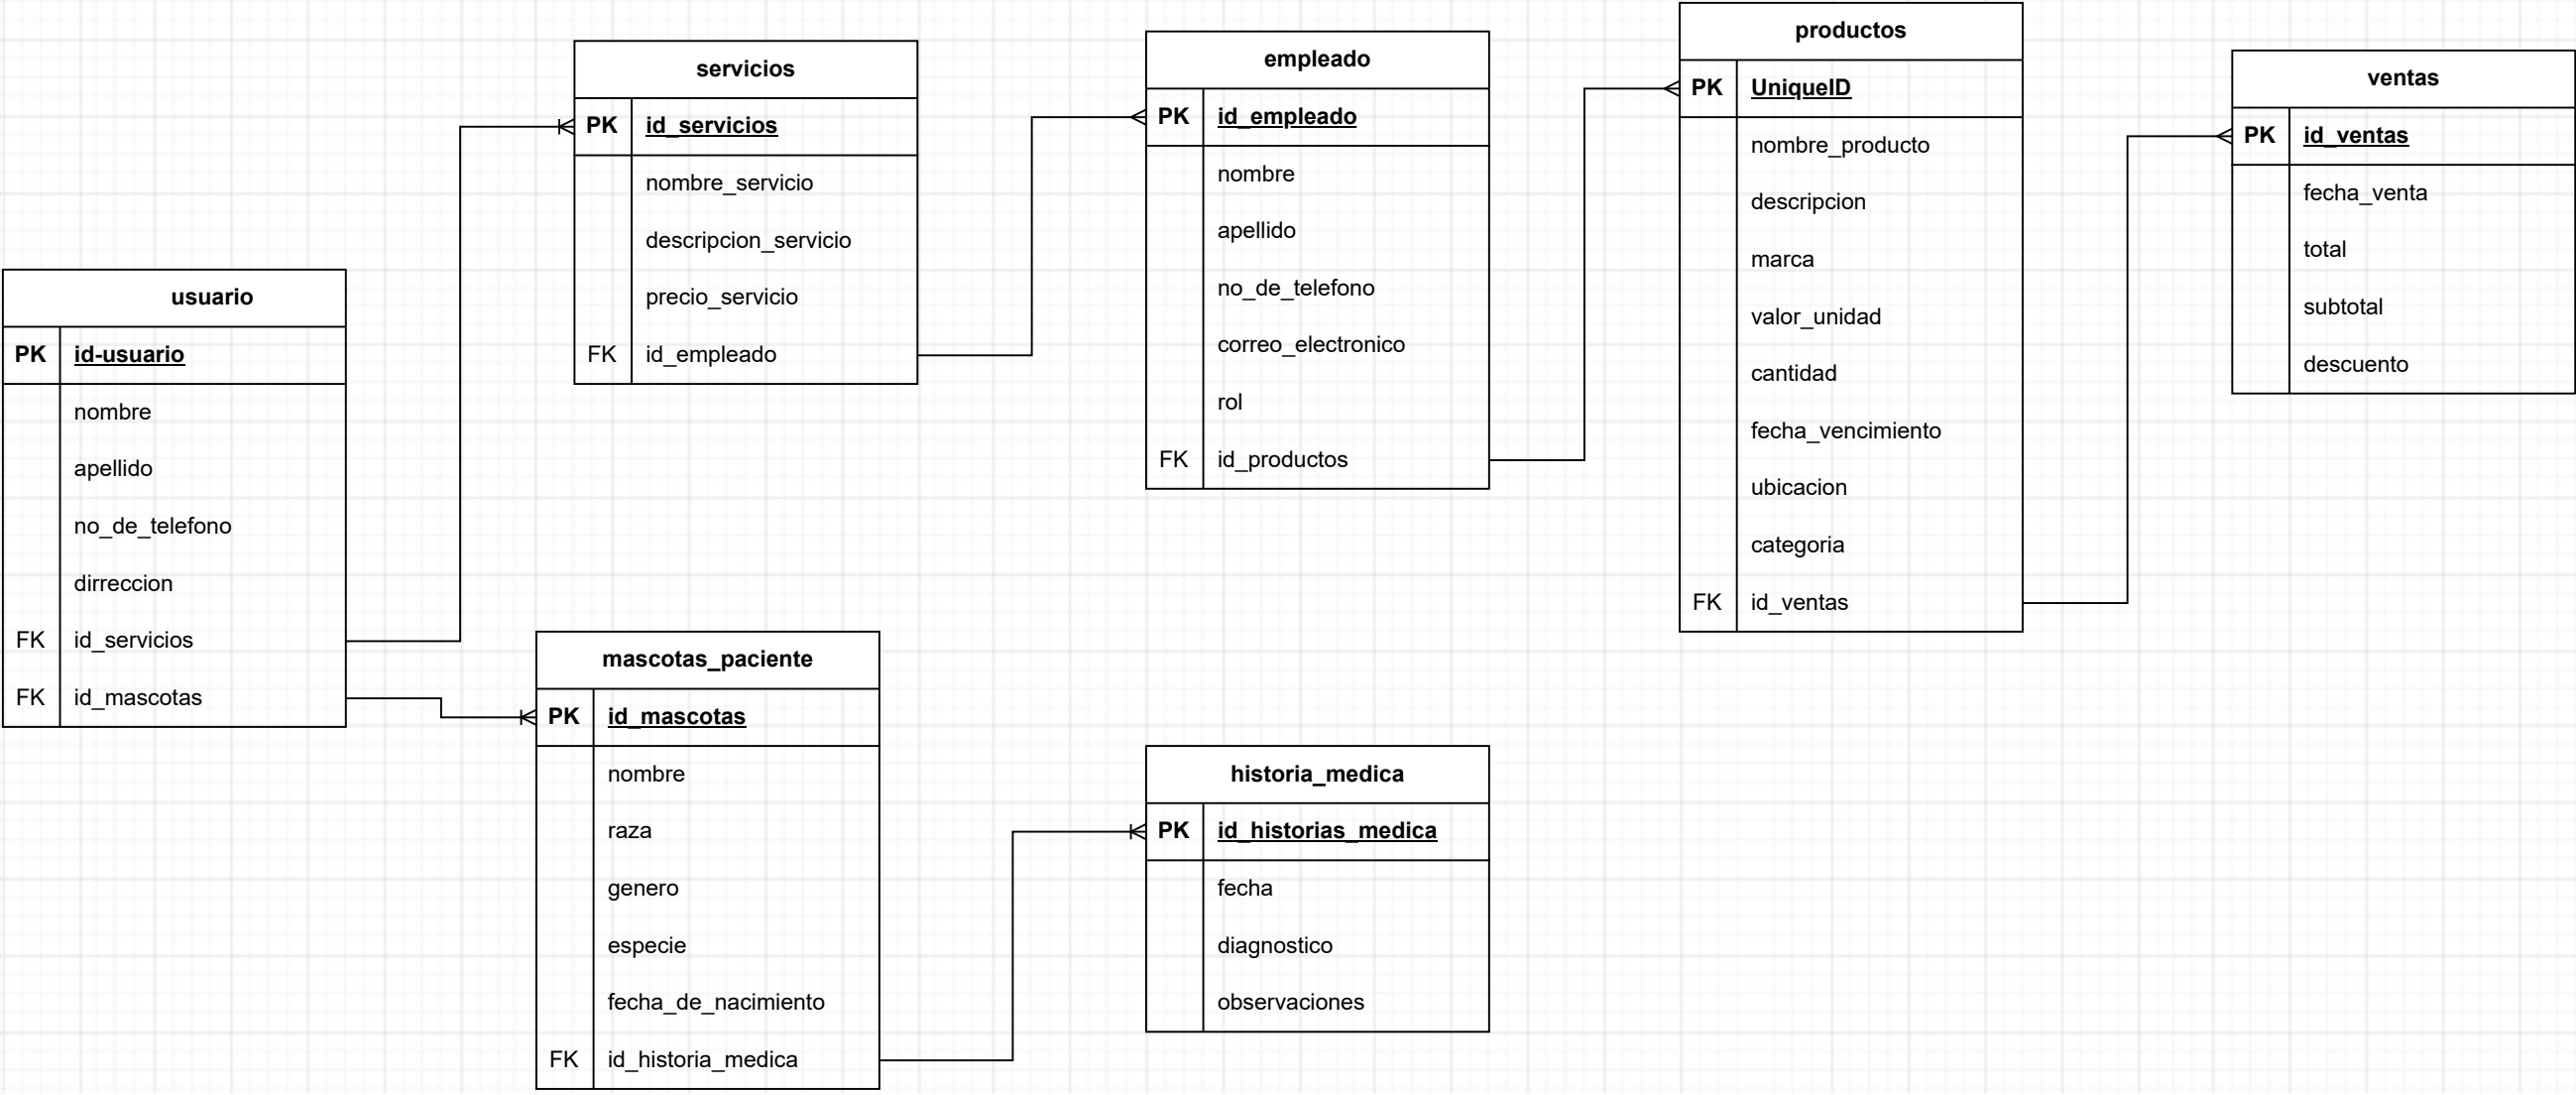 usuario
PK id-usuario
nombre
apellido
no_de_telefono
dirreccion
FK id_servicios
FK id_mascotas
servicios
PK id_servicios
nombre_servicio
descripcion_servicio
precio_servicio
FK id_empleado
mascotas_paciente
PK id_mascotas
nombre
raza
genero
especie
fecha_de_nacimiento
FK id_historia_medica
empleado
PK id_empleado
nombre
apellido
no_de_telefono
correo_electronico
rol
FK id_productos
historia_medica
PK id_historias_medica
fecha
diagnostico
observaciones
productos
PK UniqueID
nombre_producto
descripcion
marca
valor_unidad
cantidad
fecha_vencimiento
ubicacion
categoria
FK id_ventas
ventas
PK id_ventas
fecha_venta
total
subtotal
descuento